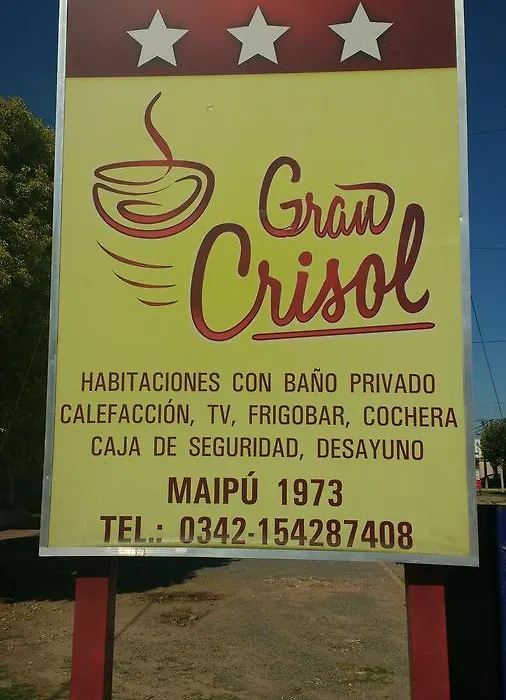 Gran
Crisol
HABITACIONES CON BAÑO PRIVADO
CALEFACCIÓN, TV, FRIGOBAR, COCHERA
CAJA DE SEGURIDAD, DESAYUNO
MAIPÚ 1973
TEL.: 0342-154287408